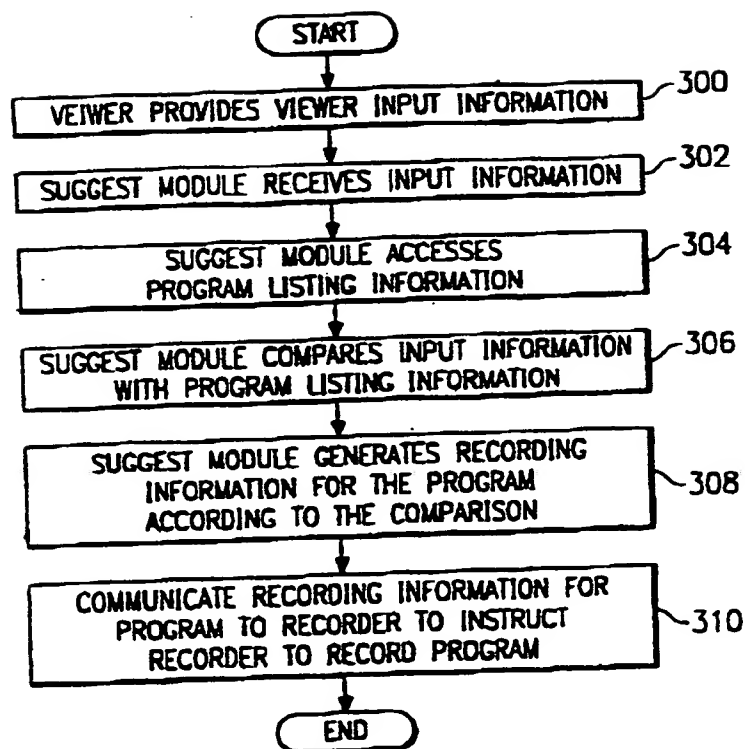 START
VEIWER PROVIDES VIEWER INPUT INFORMATION
300
SUGGEST MODULE RECEIVES INPUT INFORMATION
302
SUGGEST MODULE ACCESSES
PROGRAM LISTING INFORMATION
304
SUGGEST MODULE COMPARES INPUT INFORMATION
WITH PROGRAM LISTING INFORMATION
306
SUGGEST MODULE GENERATES RECORDING
INFORMATION FOR THE PROGRAM
ACCORDING TO THE COMPARISON
308
COMMUNICATE RECORDING INFORMATION FOR
PROGRAM TO RECORDER TO INSTRUCT
RECORDER TO RECORD PROGRAM
310
END